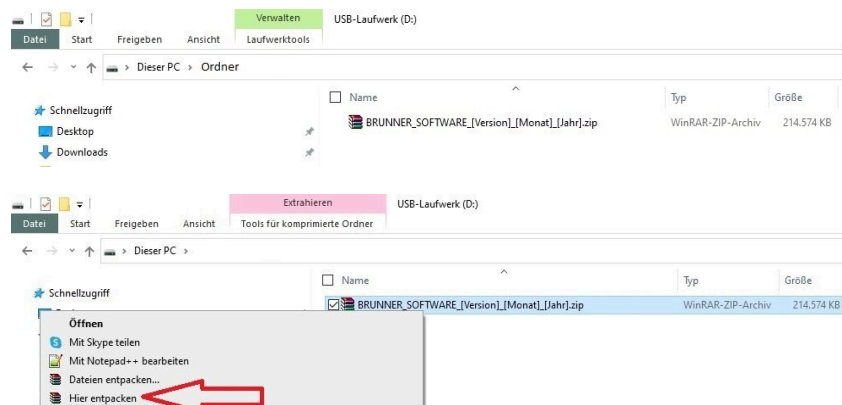 Verwalten USB-Laufwerk (D:)
Datei Start Freigeben Ansicht Laufwerktools
Dieser PC > Ordner
Name Typ Größe
Schnellzugriff
BRUNNER_SOFTWARE_[Version]_[Monat]_[Jahr].zip WinRAR-ZIP-Archiv 214.574 KB
Desktop
Downloads
Extrahieren USB-Laufwerk (D:)
Datei Start Freigeben Ansicht Tools für komprimierte Ordner
Dieser PC >
Name Typ Größe
Schnellzugriff
BRUNNER_SOFTWARE_[Version]_[Monat]_[Jahr].zip WinRAR-ZIP-Archiv 214.574 KB
Öffnen
Mit Skype teilen
Mit Notepad++ bearbeiten
Dateien entpacken...
Hier entpacken